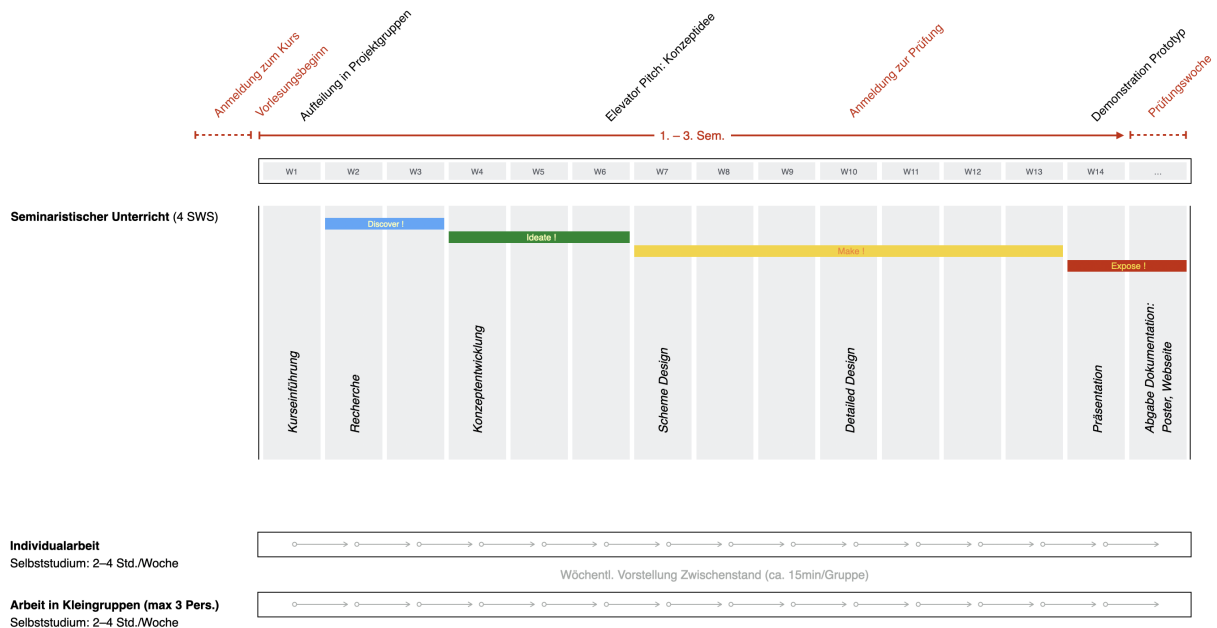 Anmeldung zum Kurs
Vorlesungsbeginn
Aufteilung in Projektgruppen
Elevator Pitch: Konzeptidee
Anmeldung zur Prüfung
Demonstration Prototyp
Prüfungswoche
1. – 3. Sem.
W1
W2
W3
W4
W5
W6
W7
W8
W9
W10
W11
W12
W13
W14
...
Seminaristischer Unterricht (4 SWS)
Discover !
Ideate !
Make !
Expose !
Kurseinführung
Recherche
Konzeptentwicklung
Scheme Design
Detailed Design
Präsentation
Abgabe Dokumentation:
Poster, Webseite
Individualarbeit
Selbststudium: 2–4 Std./Woche
Wöchentl. Vorstellung Zwischenstand (ca. 15min/Gruppe)
Arbeit in Kleingruppen (max 3 Pers.)
Selbststudium: 2–4 Std./Woche